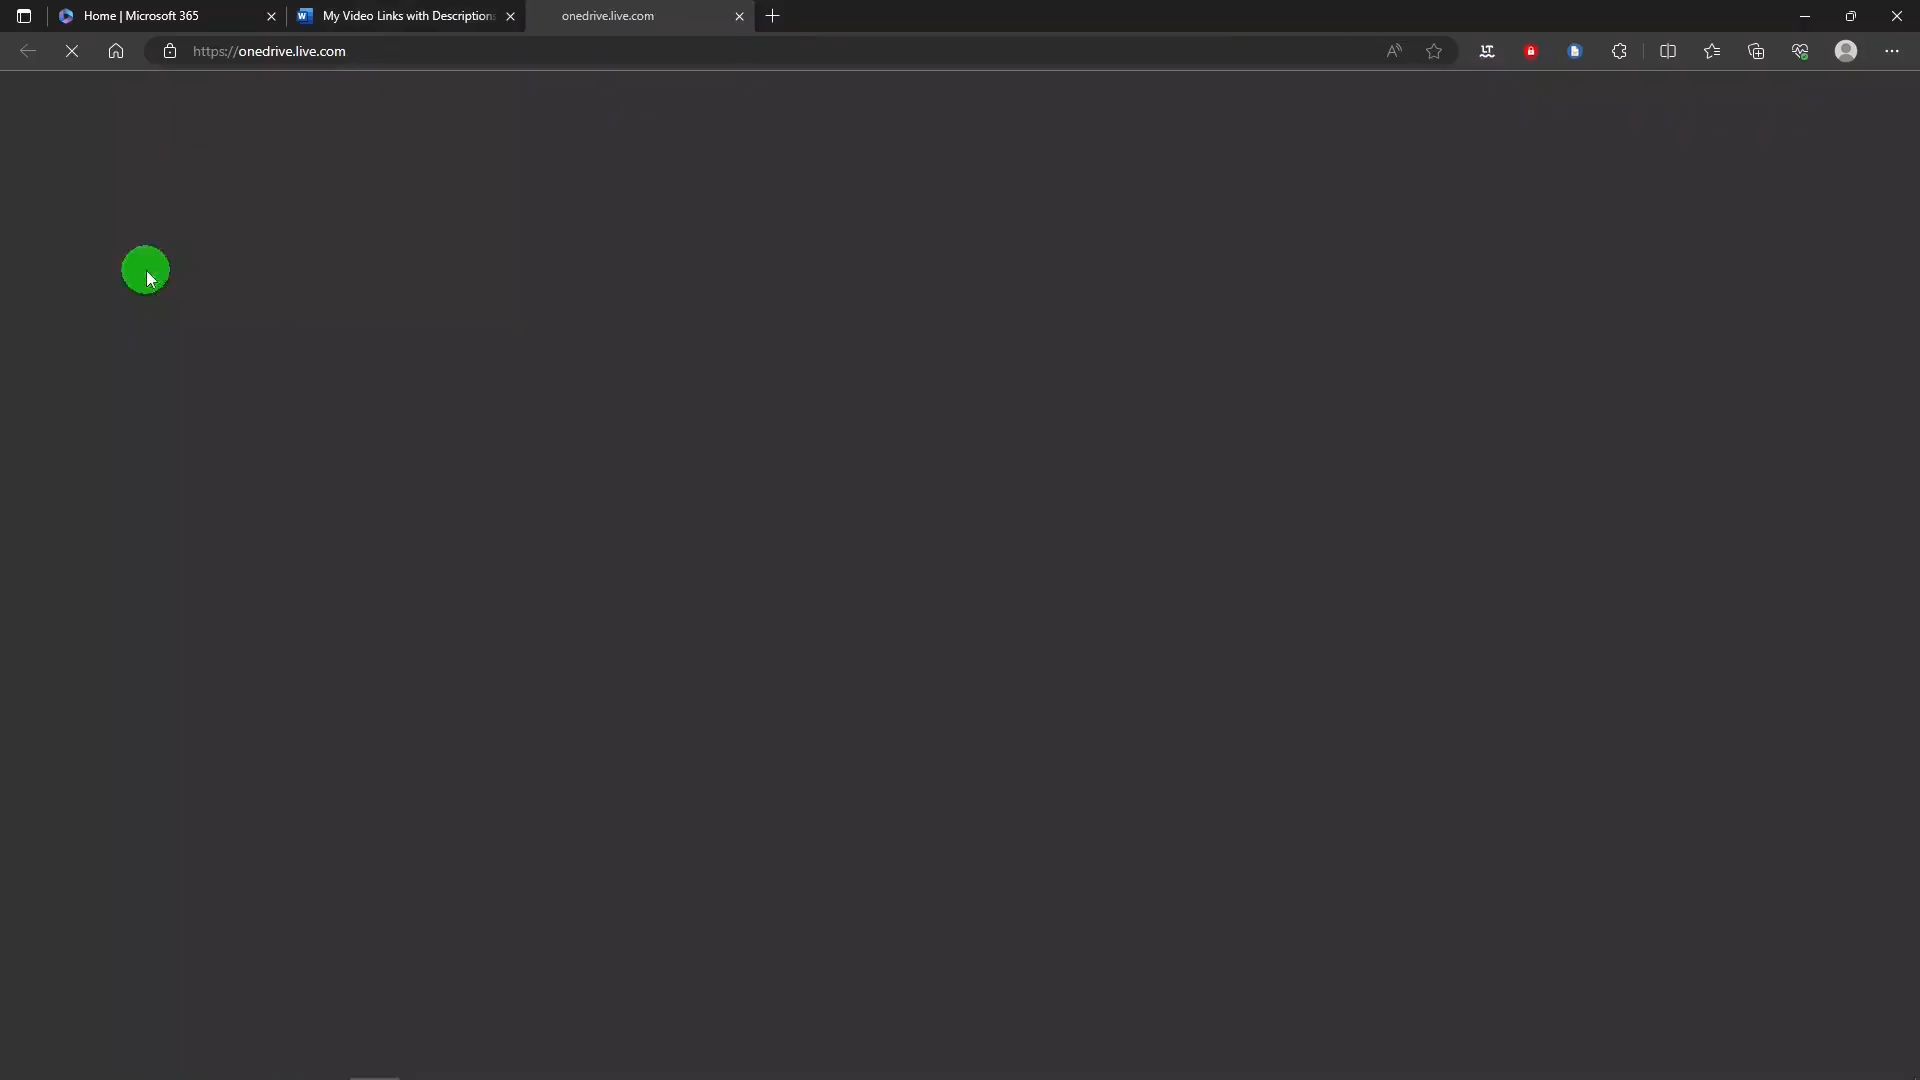 Home | Microsoft 365
My Video Links with Description
onedrive.live.com
https://onedrive.live.com